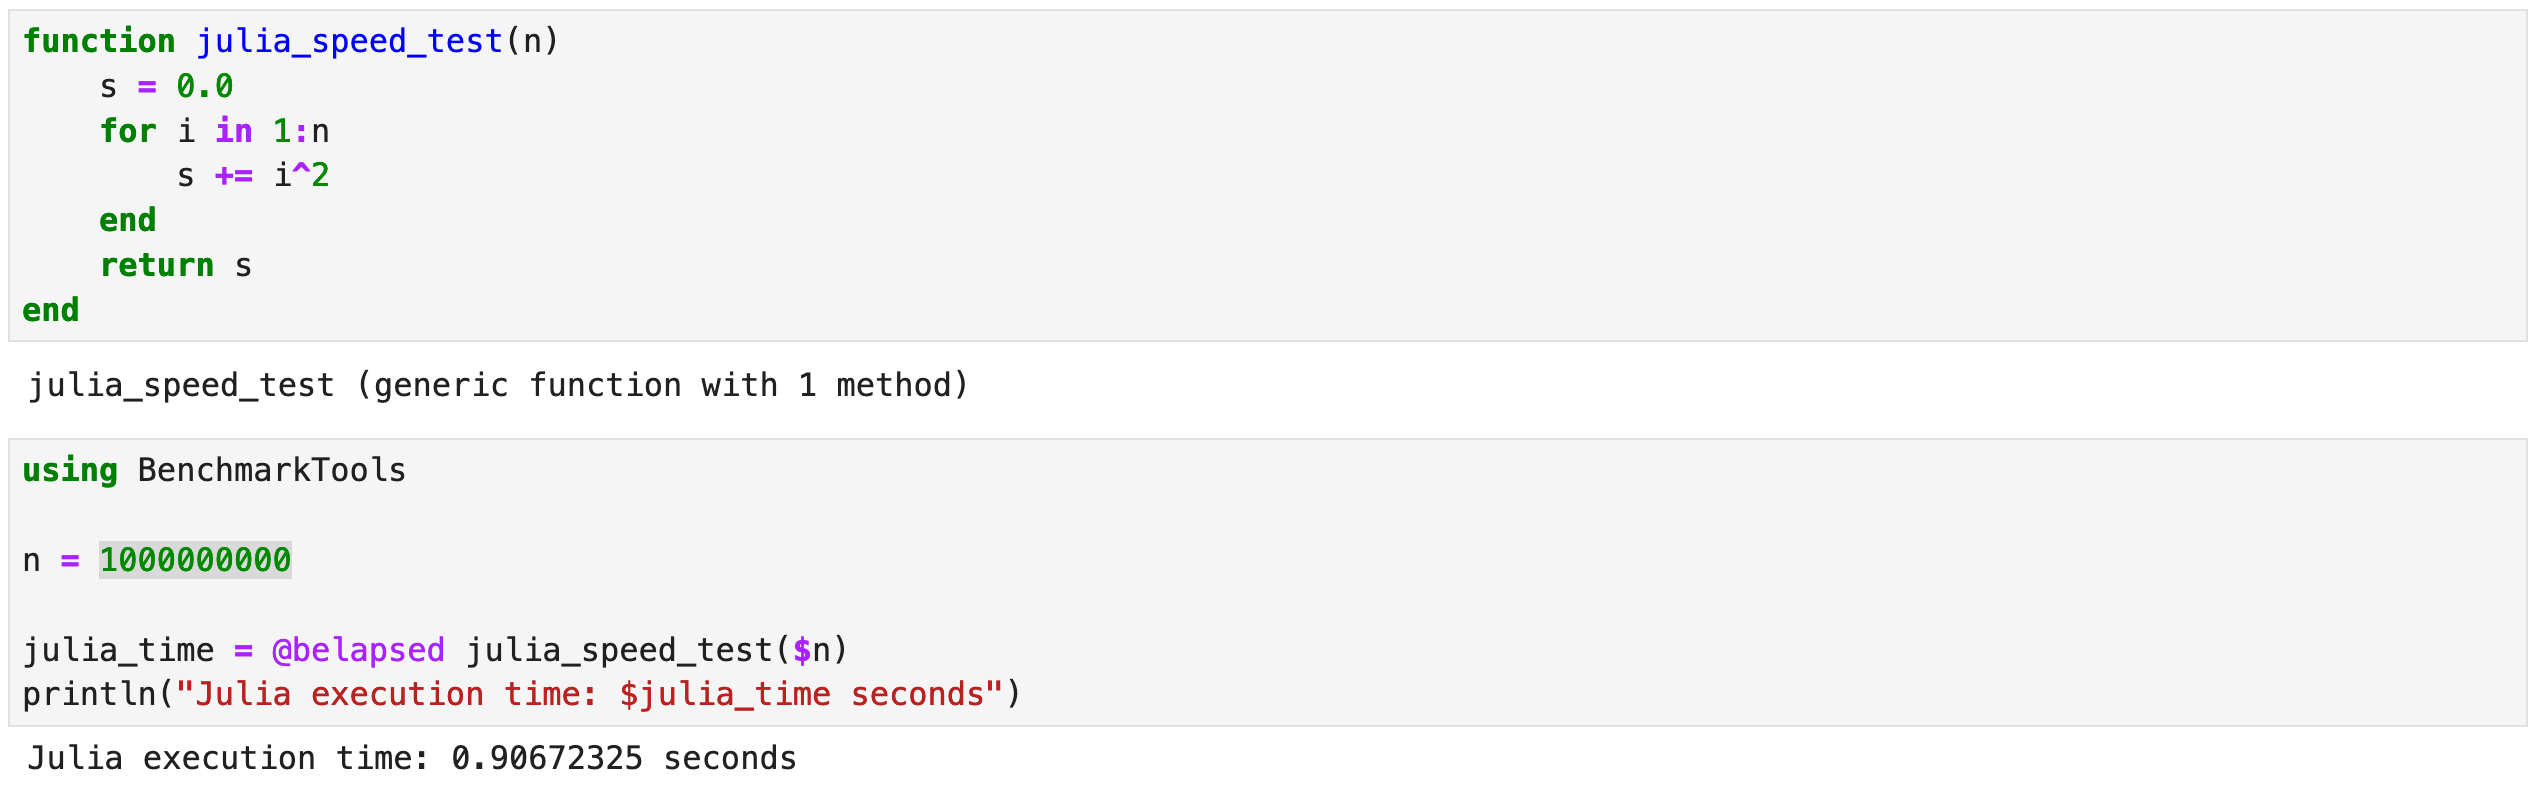 function julia_speed_test(n)
    s = 0.0
    for i in 1:n
        s += i^2
    end
    return s
end
julia_speed_test (generic function with 1 method)
using BenchmarkTools
n = 1000000000
julia_time = @belapsed julia_speed_test($n)
println("Julia execution time: $julia_time seconds")
Julia execution time: 0.90672325 seconds